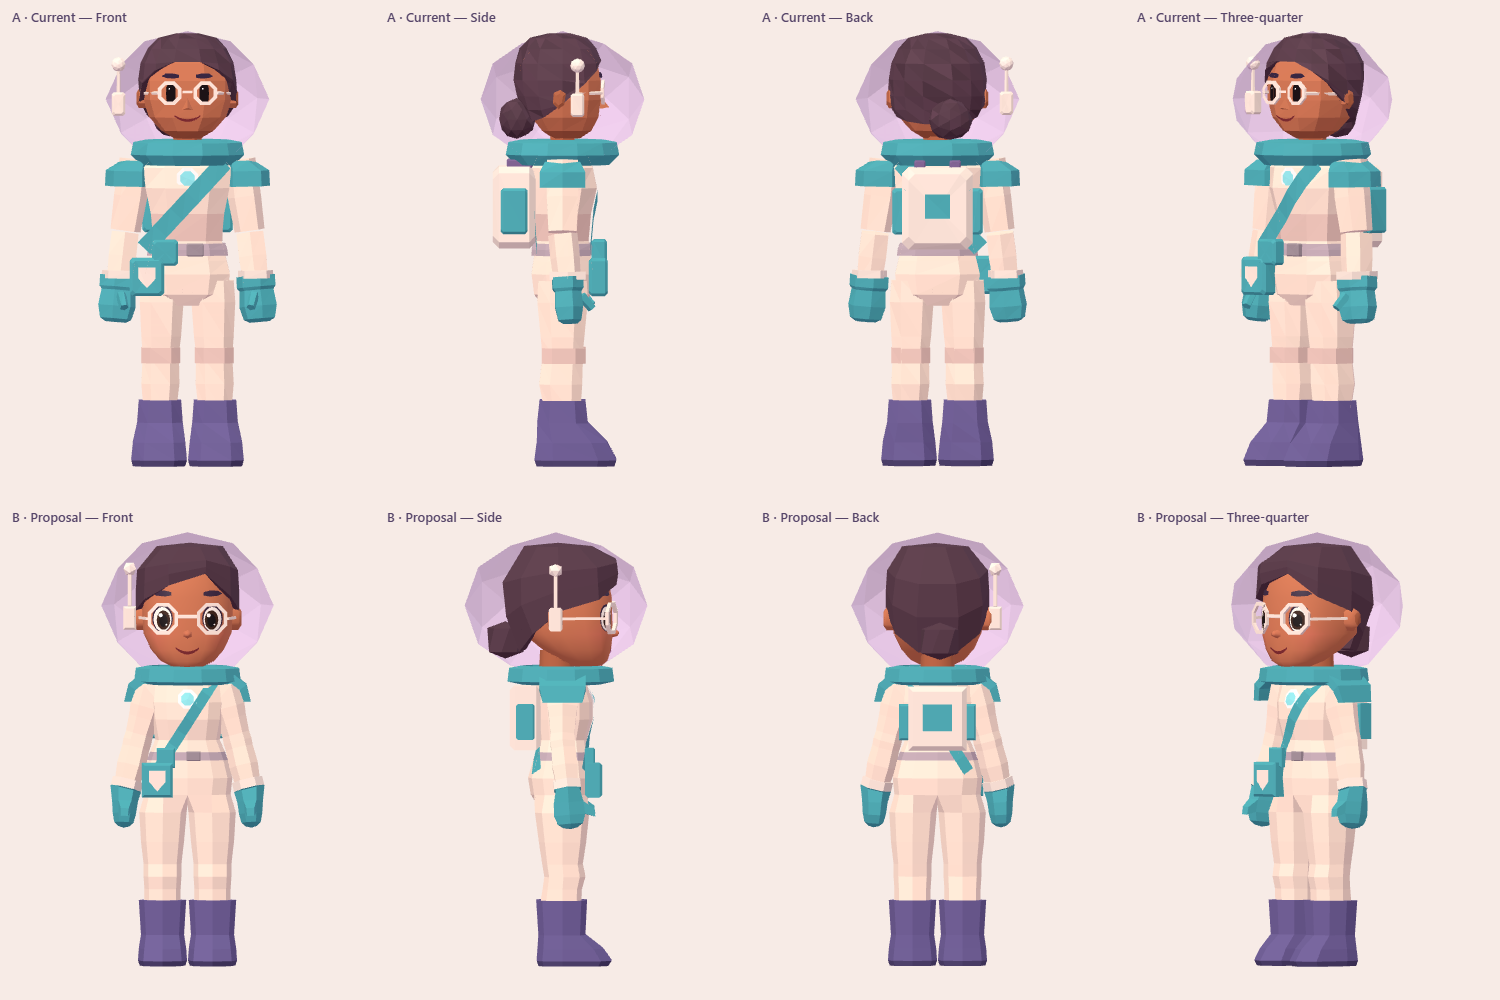 A · Current — Front
A · Current — Side
A · Current — Back
A · Current — Three-quarter
B · Proposal — Front
B · Proposal — Side
B · Proposal — Back
B · Proposal — Three-quarter